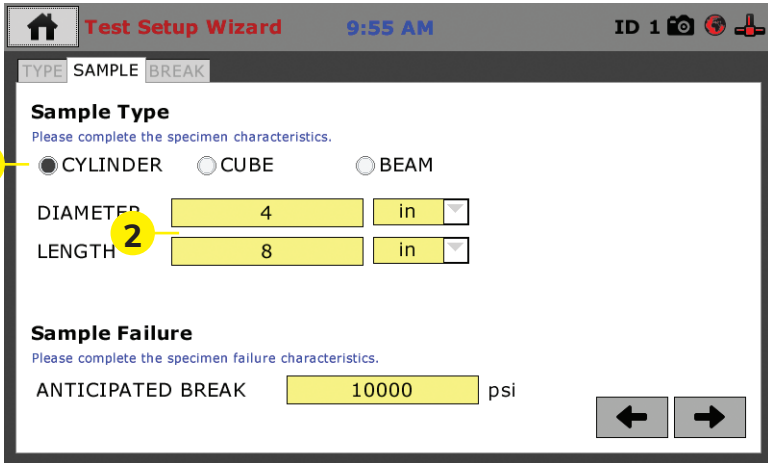 Test Setup Wizard 9:55 AM ID 1
TYPE SAMPLE BREAK
Sample Type
Please complete the specimen characteristics.
CYLINDER CUBE BEAM
DIAMETER 4 in
2
LENGTH 8 in
Sample Failure
Please complete the specimen failure characteristics.
ANTICIPATED BREAK 10000 psi